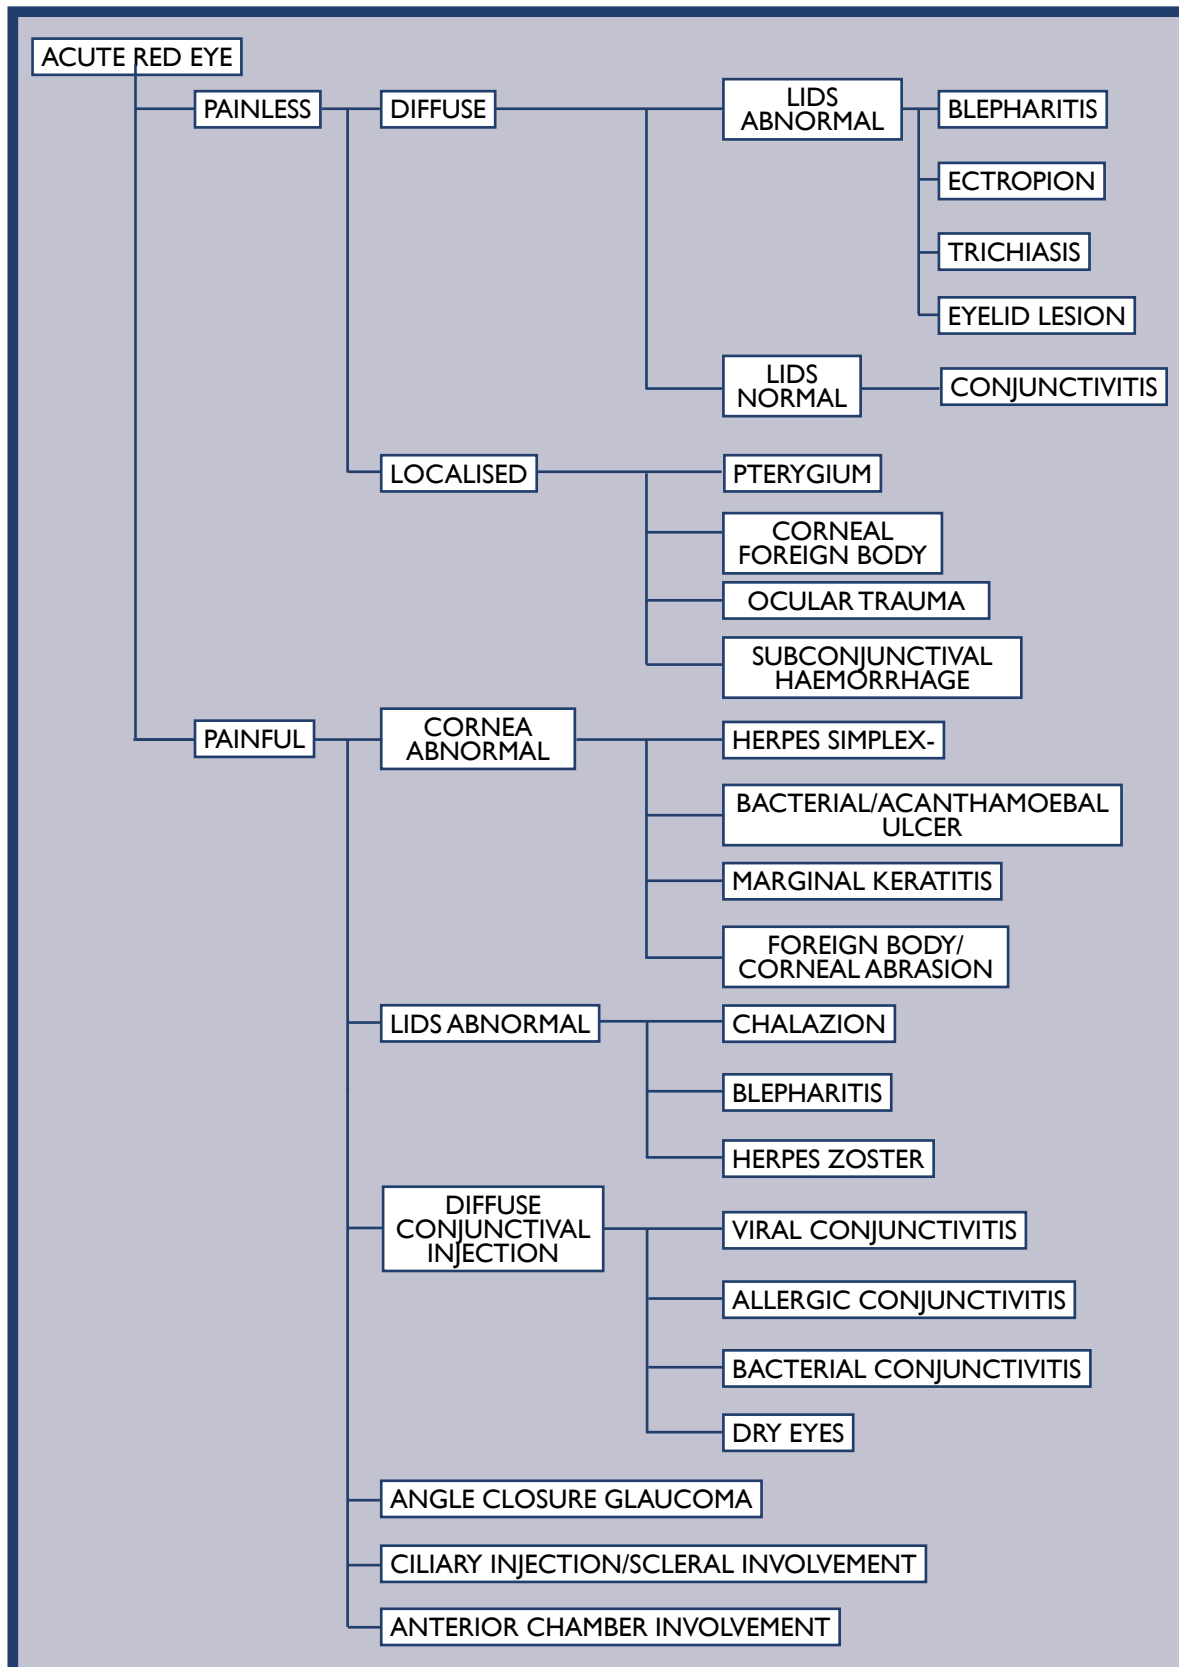 ACUTE RED EYE
PAINLESS
DIFFUSE
LIDS
ABNORMAL
BLEPHARITIS
ECTROPION
TRICHIASIS
EYELID LESION
LIDS
NORMAL
CONJUNCTIVITIS
LOCALISED
PTERYGIUM
CORNEAL
FOREIGN BODY
OCULAR TRAUMA
SUBCONJUNCTIVAL
HAEMORRHAGE
PAINFUL
CORNEA
ABNORMAL
HERPES SIMPLEX-
BACTERIAL/ACANTHAMOEBAL
ULCER
MARGINAL KERATITIS
FOREIGN BODY/
CORNEAL ABRASION
LIDS ABNORMAL
CHALAZION
BLEPHARITIS
HERPES ZOSTER
DIFFUSE
CONJUNCTIVAL
INJECTION
VIRAL CONJUNCTIVITIS
ALLERGIC CONJUNCTIVITIS
BACTERIAL CONJUNCTIVITIS
DRY EYES
ANGLE CLOSURE GLAUCOMA
CILIARY INJECTION/SCLERAL INVOLVEMENT
ANTERIOR CHAMBER INVOLVEMENT